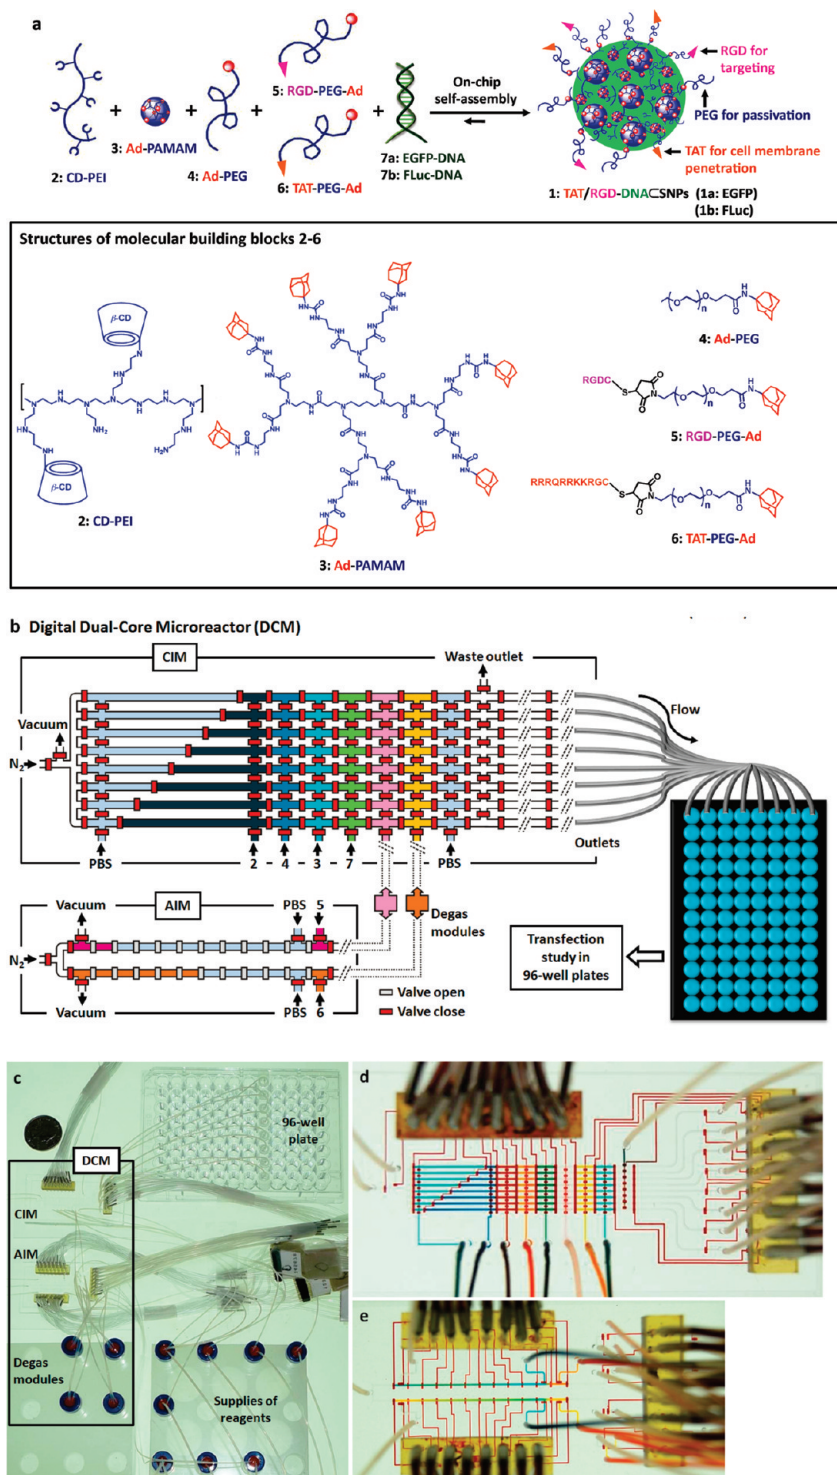 a
5: RGD-PEG-Ad
3: Ad-PAMAM
2: CD-PEI
4: Ad-PEG
6: TAT-PEG-Ad
7a: EGFP-DNA
7b: FLuc-DNA
On-chip
self-assembly
RGD for
targeting
PEG for passivation
TAT for cell membrane
penetration
1: TAT/RGD-DNA⊂SNPs (1a: EGFP)
(1b: FLuc)
Structures of molecular building blocks 2-6
β-CD
β-CD
2: CD-PEI
3: Ad-PAMAM
4: Ad-PEG
RGDC
5: RGD-PEG-Ad
RRRQRRKKRGC
6: TAT-PEG-Ad
b Digital Dual-Core Microreactor (DCM)
CIM
Waste outlet
Vacuum
N2
Flow
PBS 2 4 3 7 PBS
Outlets
AIM
Vacuum
PBS 5
Degas
modules
N2
Vacuum
PBS 6
Valve open
Valve close
Transfection
study in
96-well plates
c
96-well
plate
DCM
CIM
AIM
Degas
modules
Supplies of
reagents
d
e